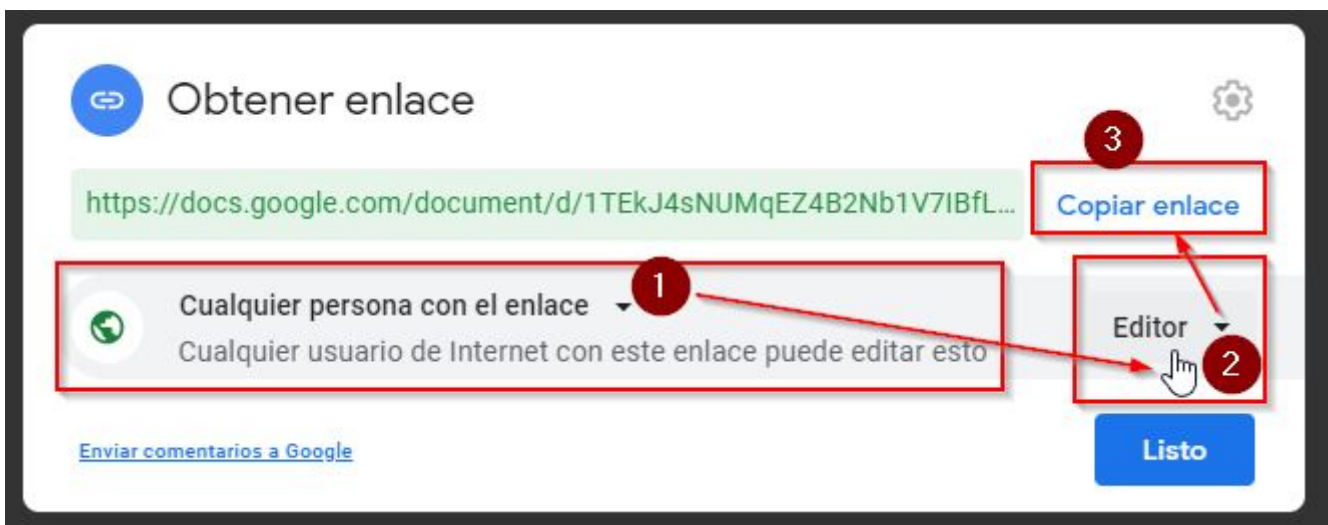 Obtener enlace
3
https://docs.google.com/document/d/1TEkJ4sNUMqEZ4B2Nb1V7IBfL...
Copiar enlace
Cualquier persona con el enlace
1
Cualquier usuario de Internet con este enlace puede editar esto
Editor
2
Enviar comentarios a Google
Listo